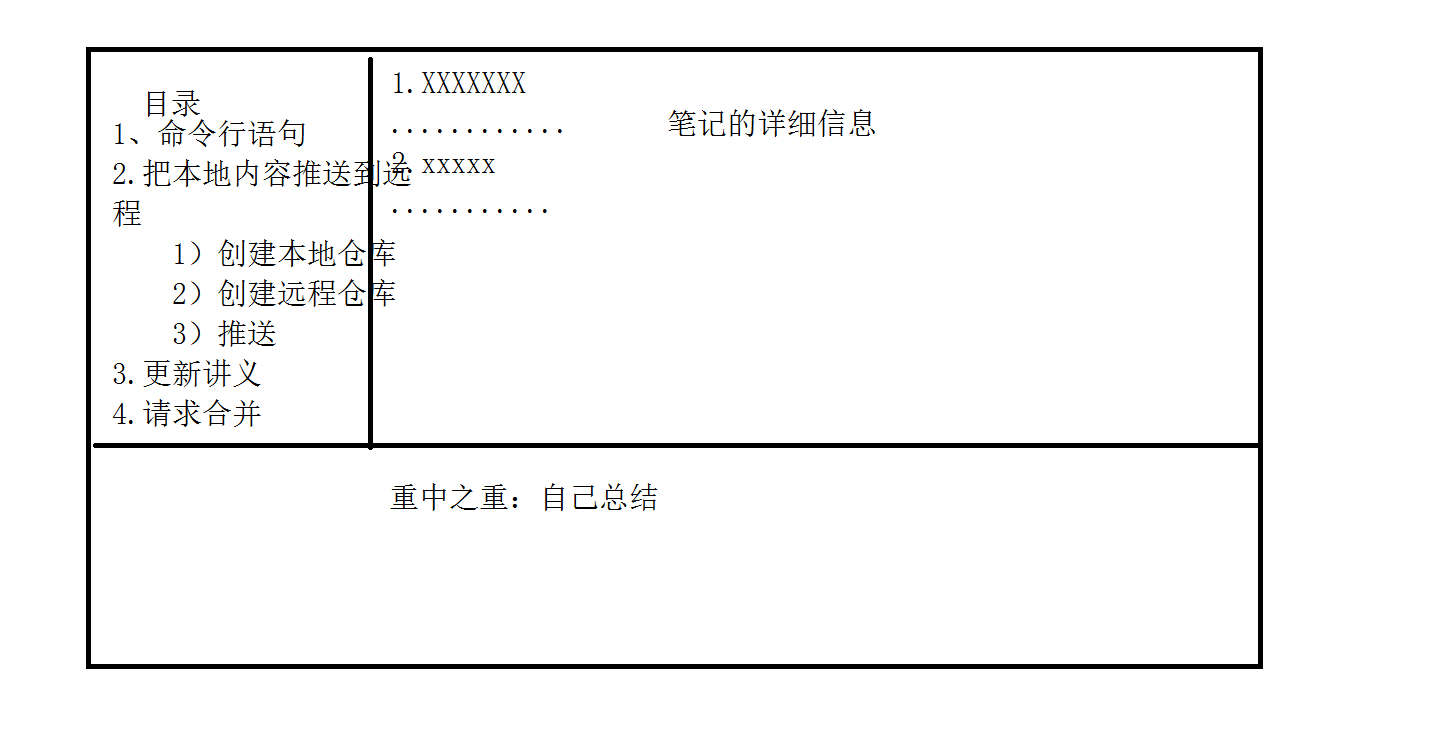 目录
1、命令行语句
2.把本地内容推送到远
程
1）创建本地仓库
2）创建远程仓库
3）推送
3.更新讲义
4.请求合并
1.XXXXXXX
............
2.xxxxx
...........
笔记的详细信息
重中之重：自己总结